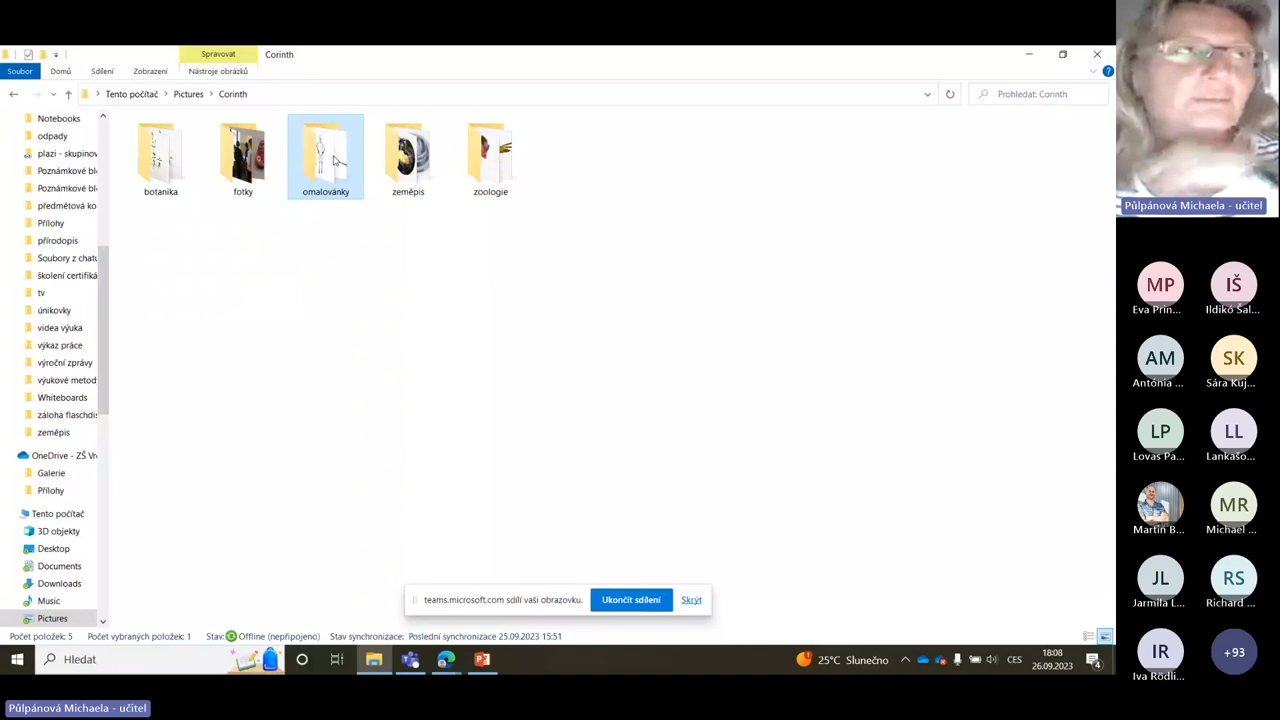 Spravovat
Corinth
Soubor
Domů
Sdílení
Zobrazení
Nástroje obrázků
Tento počítač > Pictures > Corinth
Prohledat: Corinth
Notebooks
odpady
plazi - skupinov
Poznámkové blo
Poznámkové blo
předmětová ko
Přílohy
přírodopis
Soubory z chatu
školení certifiká
tv
únikovky
videa výuka
výkaz práce
výroční zprávy
výukové metod
Whiteboards
záloha flaschdis
zeměpis
OneDrive - ZŠ Vr
Galerie
Přílohy
Tento počítač
3D objekty
Desktop
Documents
Downloads
Music
Pictures
botanika
fotky
omalovánky
zeměpis
zoologie
teams.microsoft.com sdílí vaši obrazovku.
Ukončit sdílení
Skrýt
Počet položek: 5
Počet vybraných položek: 1
Stav: Offline (nepřipojeno)
Stav synchronizace: Poslední synchronizace 25.09.2023 15:51
Hledat
25°C Slunečno
CES
18:08
26.09.2023
4
Půlpánová Michaela - učitel
MP
Eva Prin...
IŠ
Ildikó Šal...
AM
Antónia ...
SK
Sára Kuj...
LP
Lovas Pa...
LL
Lankašo...
Martin B...
MR
Michael ...
JL
Jarmila L...
RS
Richard ...
IR
Iva Rödli...
+93
Půlpánová Michaela - učitel